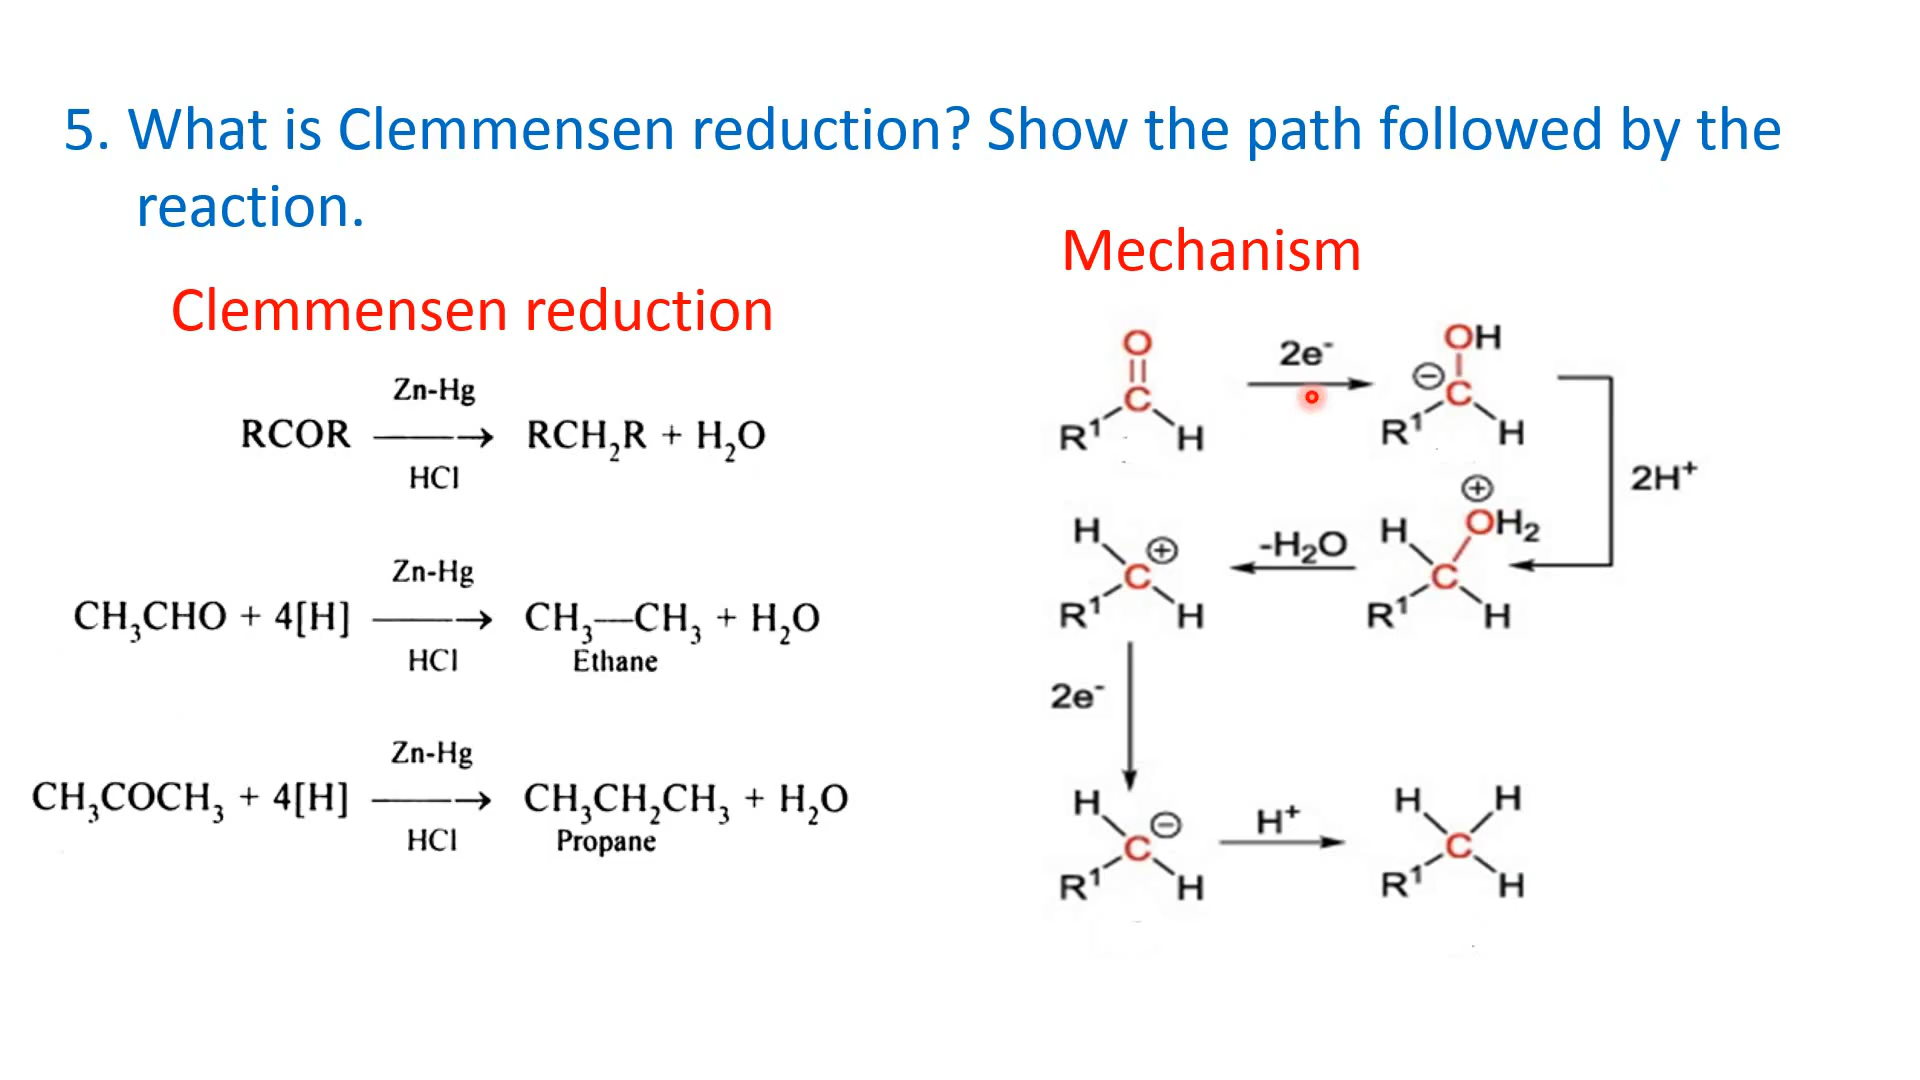 5. What is Clemmensen reduction? Show the path followed by the
reaction.
Clemmensen reduction
Zn-Hg
RCOR ⟶ RCH₂R + H₂O
HCl
Zn-Hg
CH₃CHO + 4[H] ⟶ CH₃—CH₃ + H₂O
HCl
Ethane
Zn-Hg
CH₃COCH₃ + 4[H] ⟶ CH₃CH₂CH₃ + H₂O
HCl
Propane
Mechanism
O
C
R¹ H
2e⁻
OH
⊖ C
R¹ H
2H⁺
⊕
H OH₂
C
R¹ H
-H₂O
H ⊕
C
R¹ H
2e⁻
H ⊖
C
R¹ H
H⁺
H H
C
R¹ H